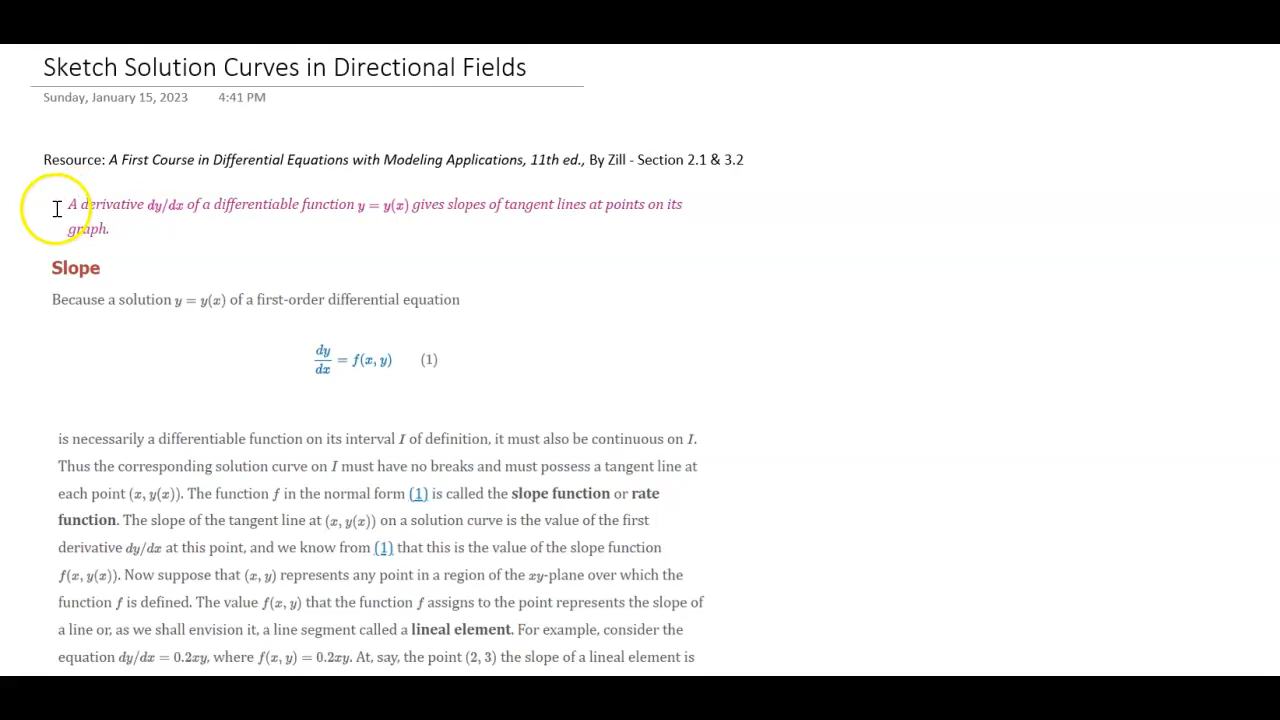 Sketch Solution Curves in Directional Fields
Sunday, January 15, 2023 4:41 PM
Resource: A First Course in Differential Equations with Modeling Applications, 11th ed., By Zill - Section 2.1 & 3.2
A derivative dy/dx of a differentiable function y = y(x) gives slopes of tangent lines at points on its
graph.
Slope
Because a solution y = y(x) of a first-order differential equation
dy/dx = f(x, y) (1)
is necessarily a differentiable function on its interval I of definition, it must also be continuous on I.
Thus the corresponding solution curve on I must have no breaks and must possess a tangent line at
each point (x, y(x)). The function f in the normal form (1) is called the slope function or rate
function. The slope of the tangent line at (x, y(x)) on a solution curve is the value of the first
derivative dy/dx at this point, and we know from (1) that this is the value of the slope function
f(x, y(x)). Now suppose that (x, y) represents any point in a region of the xy-plane over which the
function f is defined. The value f(x, y) that the function f assigns to the point represents the slope of
a line or, as we shall envision it, a line segment called a lineal element. For example, consider the
equation dy/dx = 0.2xy, where f(x, y) = 0.2xy. At, say, the point (2, 3) the slope of a lineal element is